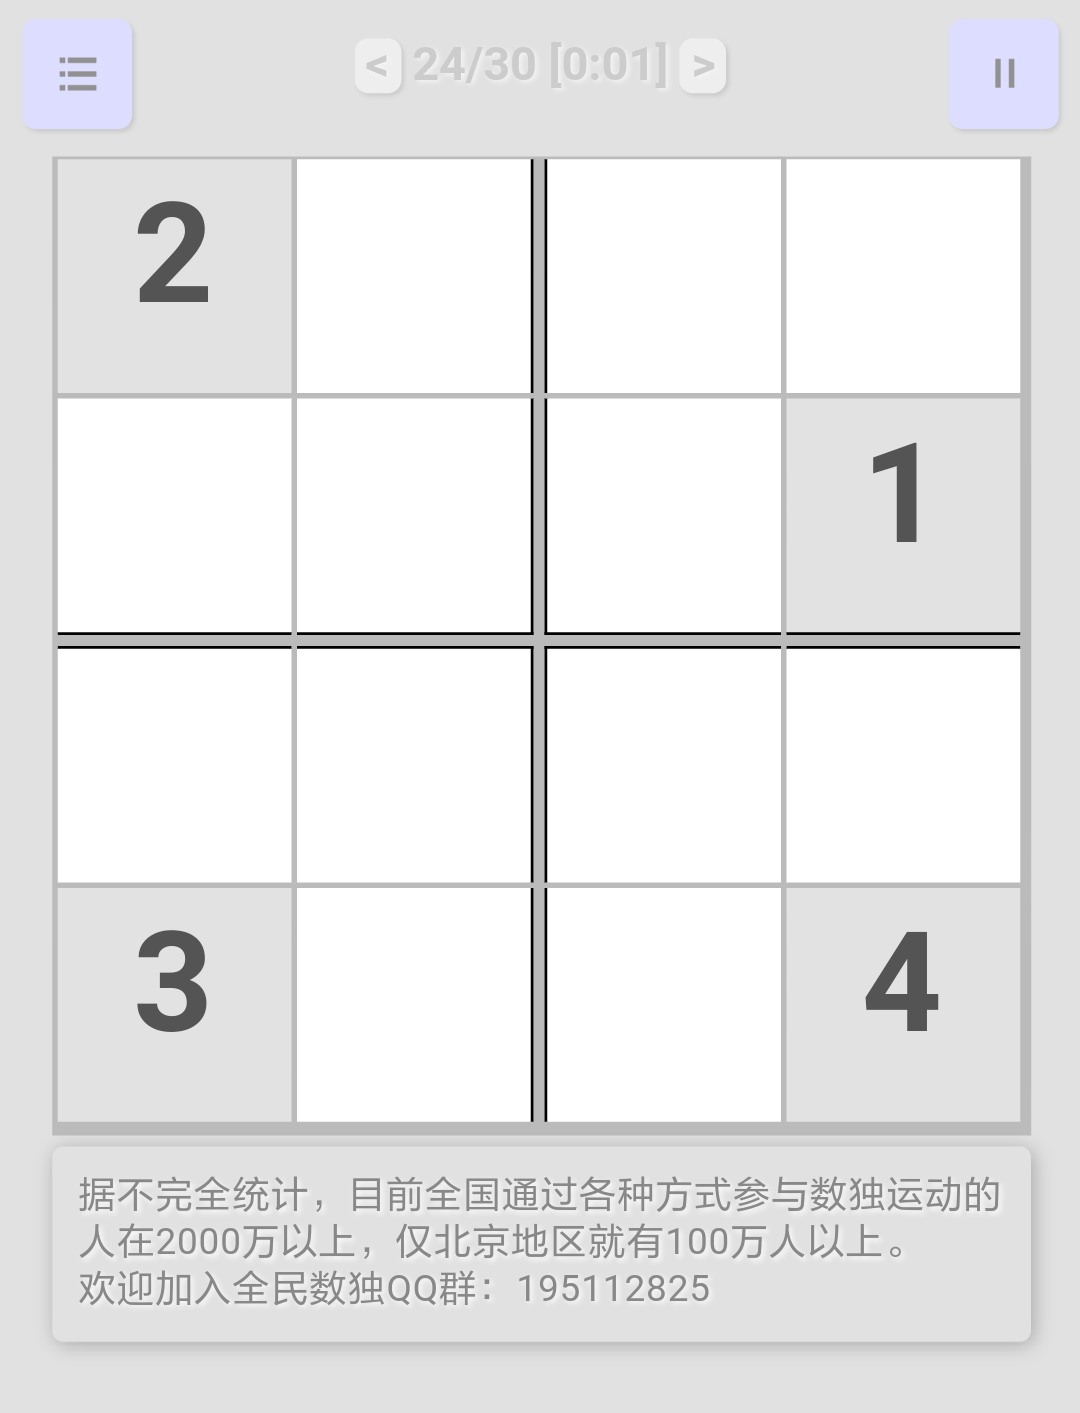 < 24/30 [0:01] >
2
1
3 4
据不完全统计，目前全国通过各种方式参与数独运动的
人在2000万以上，仅北京地区就有100万人以上。
欢迎加入全民数独QQ群：195112825